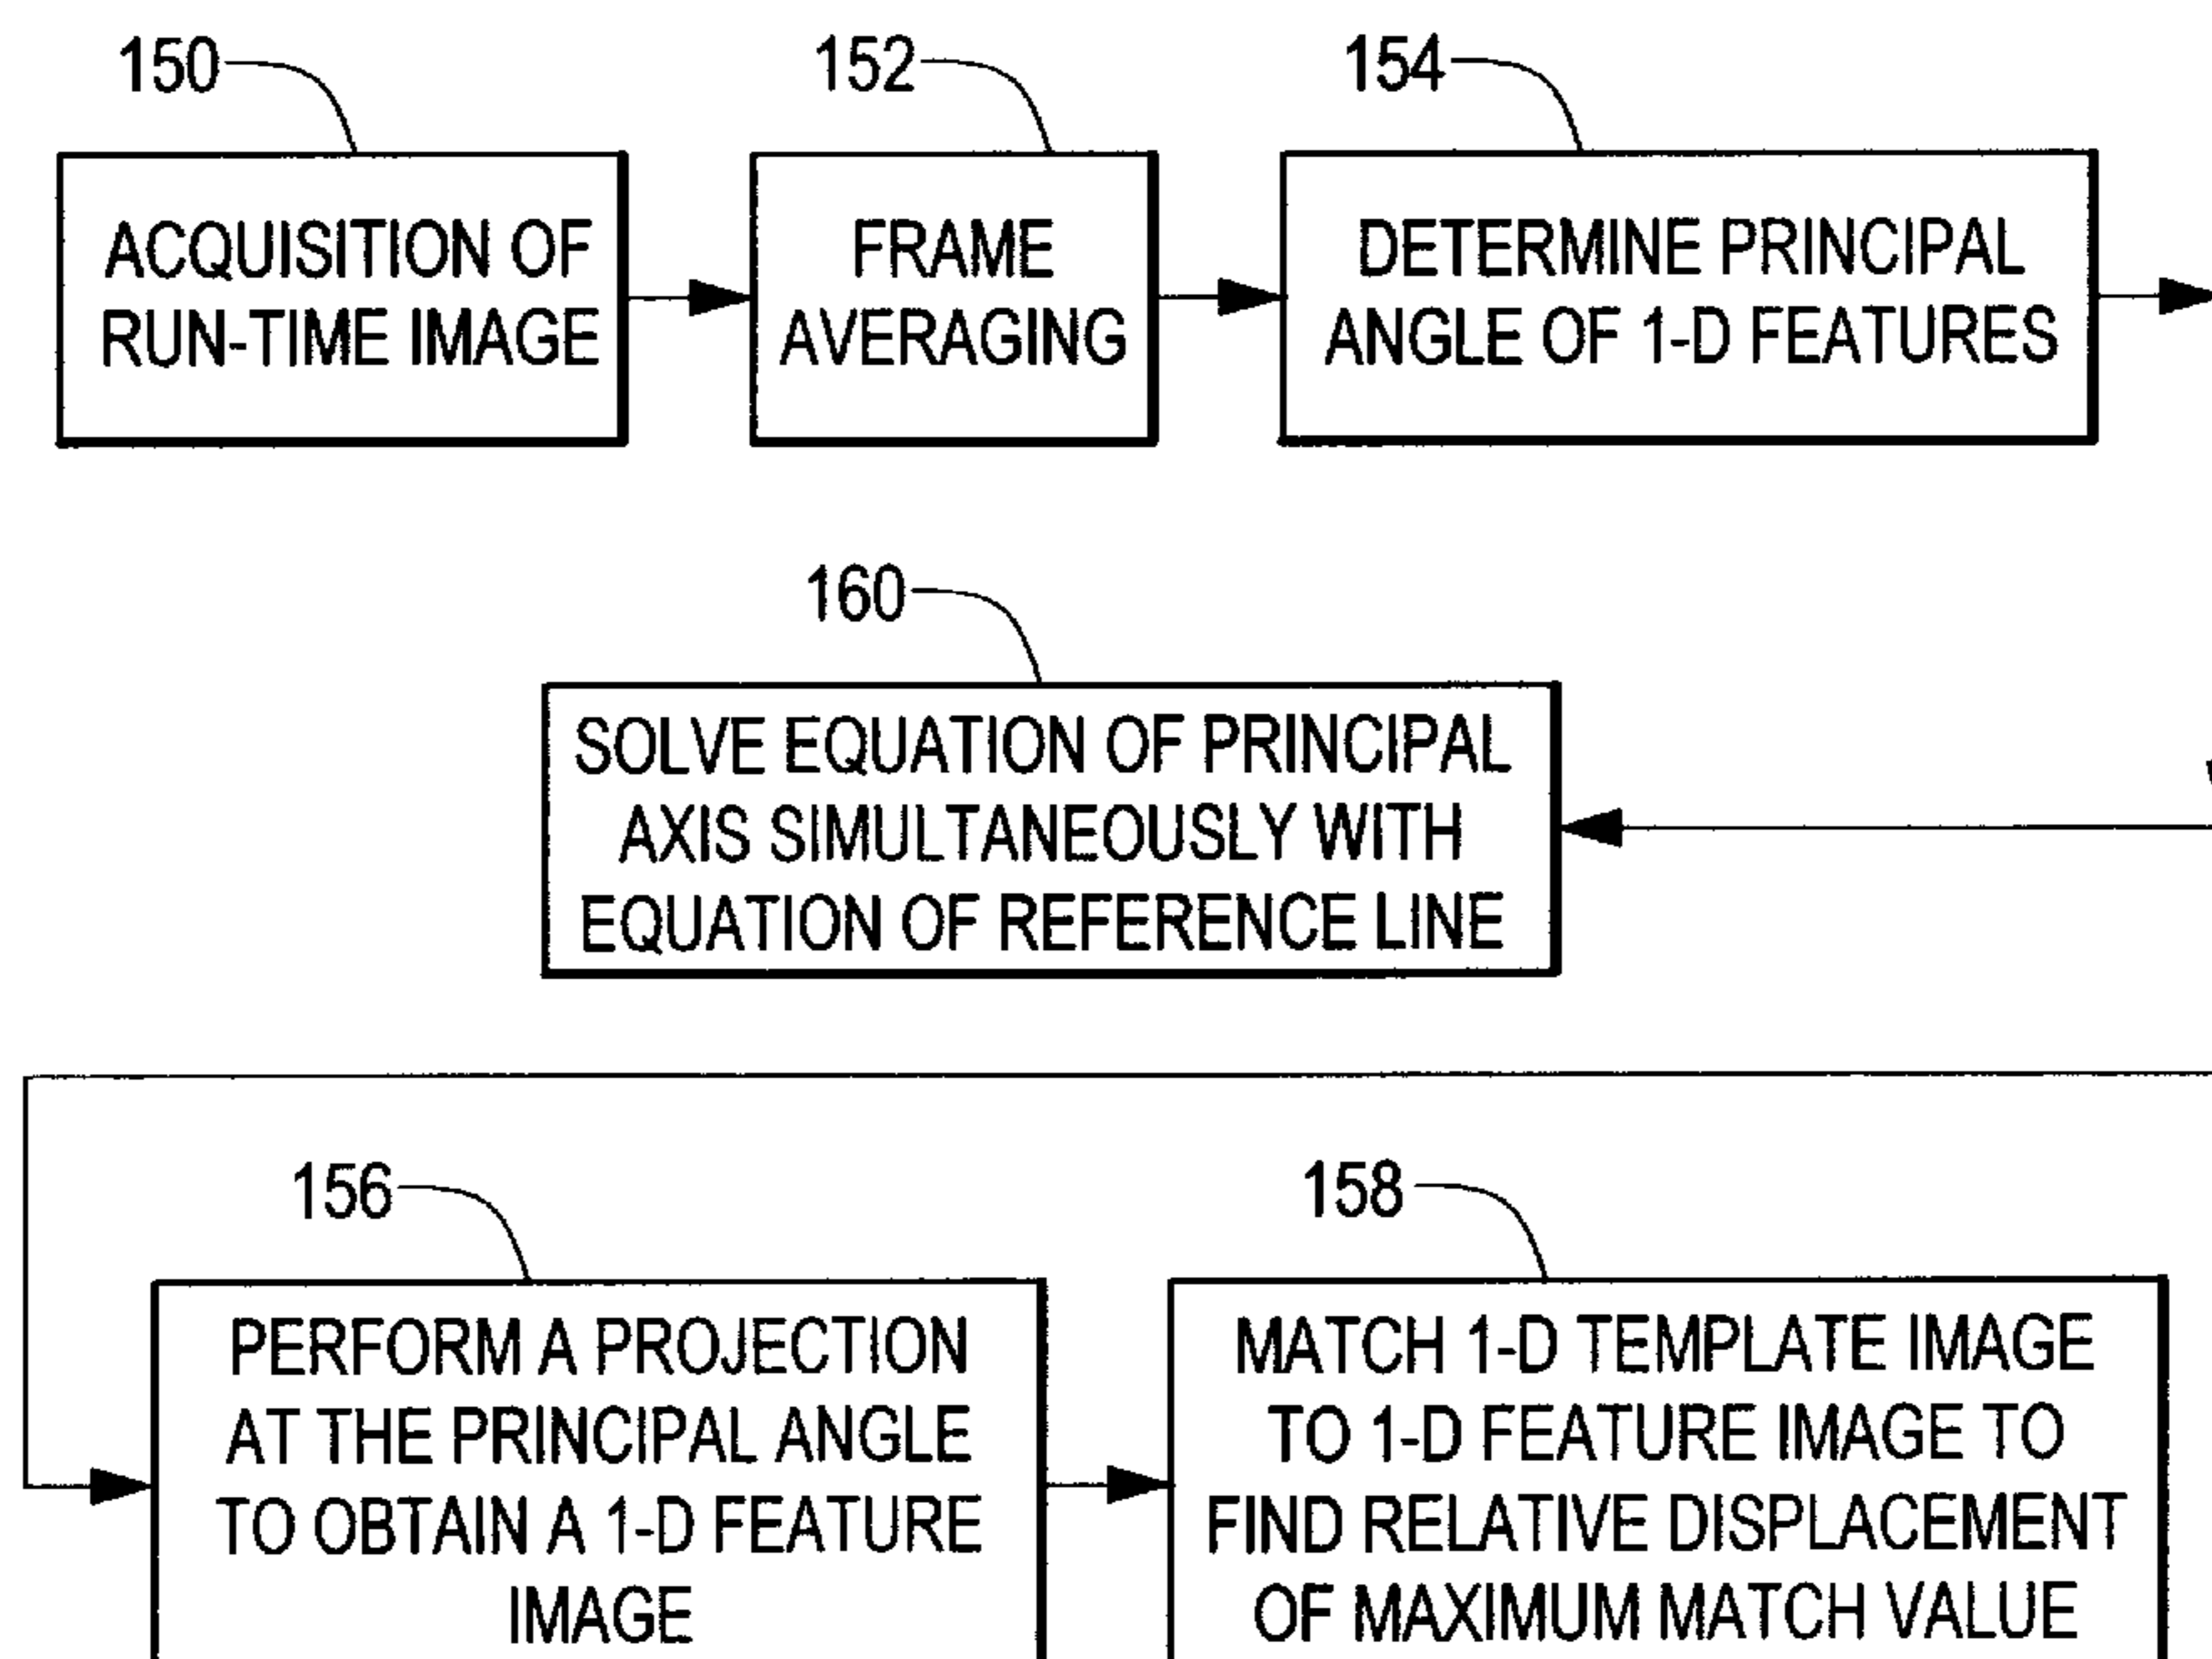 150
152
154
ACQUISITION OF
RUN-TIME IMAGE
FRAME
AVERAGING
DETERMINE PRINCIPAL
ANGLE OF 1-D FEATURES
160
SOLVE EQUATION OF PRINCIPAL
AXIS SIMULTANEOUSLY WITH
EQUATION OF REFERENCE LINE
156
158
PERFORM A PROJECTION
AT THE PRINCIPAL ANGLE
TO OBTAIN A 1-D FEATURE
IMAGE
MATCH 1-D TEMPLATE IMAGE
TO 1-D FEATURE IMAGE TO
FIND RELATIVE DISPLACEMENT
OF MAXIMUM MATCH VALUE